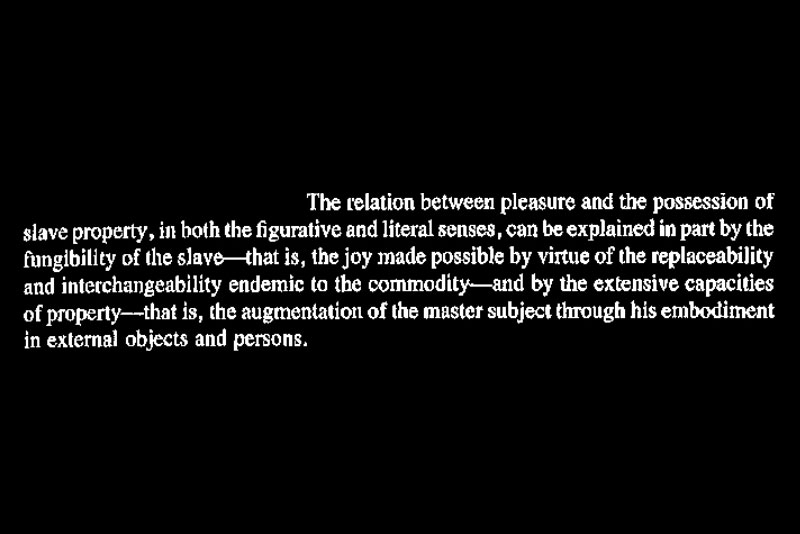 The relation between pleasure and the possession of
slave property, in both the figurative and literal senses, can be explained in part by the
fungibility of the slave—that is, the joy made possible by virtue of the replaceability
and interchangeability endemic to the commodity—and by the extensive capacities
of property—that is, the augmentation of the master subject through his embodiment
in external objects and persons.